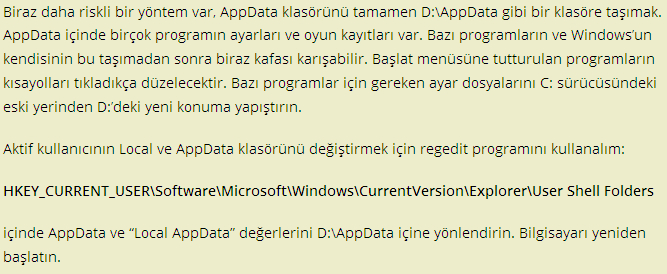 Biraz daha riskli bir yöntem var, AppData klasörünü tamamen D:\AppData gibi bir klasöre taşımak.
AppData içinde birçok programın ayarları ve oyun kayıtları var. Bazı programların ve Windows'un
kendisinin bu taşımadan sonra biraz kafası karışabilir. Başlat menüsüne tutturulan programların
kısayolları tıkladıkça düzelecektir. Bazı programlar için gereken ayar dosyalarını C: sürücüsündeki
eski yerinden D:'deki yeni konuma yapıştırın.
Aktif kullanıcının Local ve AppData klasörünü değiştirmek için regedit programını kullanalım:
HKEY_CURRENT_USER\Software\Microsoft\Windows\CurrentVersion\Explorer\User Shell Folders
içinde AppData ve “Local AppData” değerlerini D:\AppData içine yönlendirin. Bilgisayarı yeniden
başlatın.